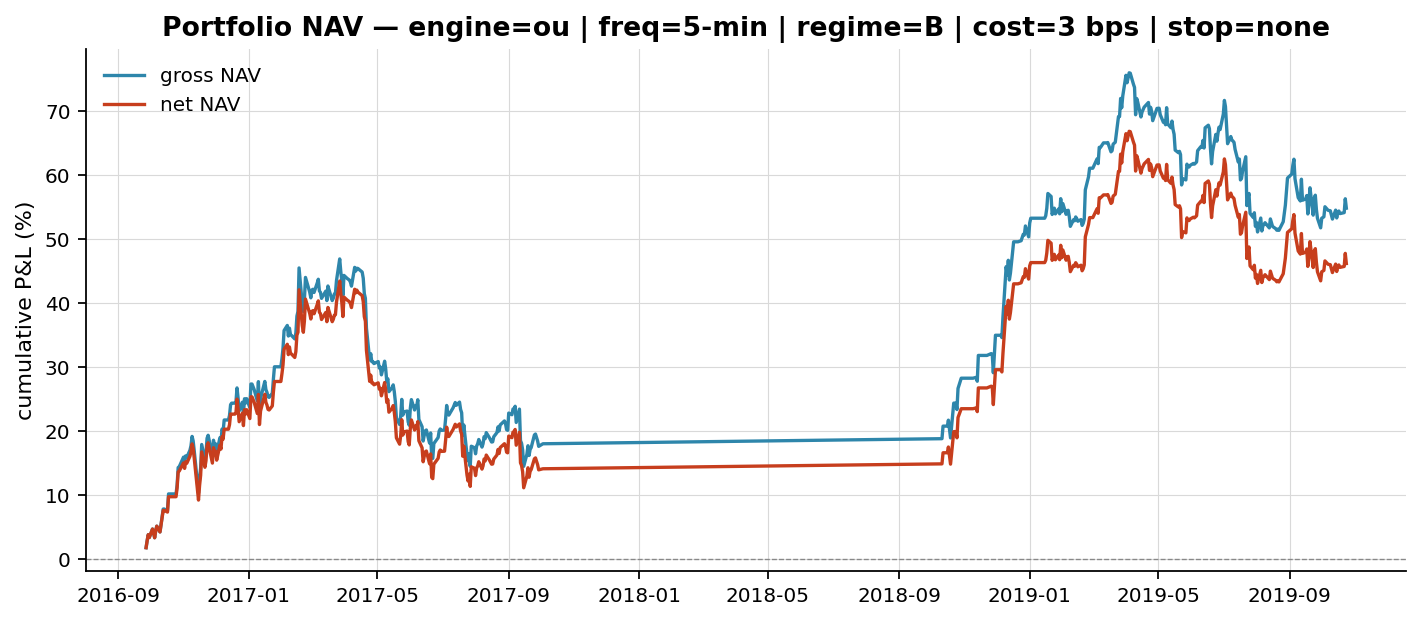 Portfolio NAV — engine=ou | freq=5-min | regime=B | cost=3 bps | stop=none
gross NAV
net NAV
cumulative P&L (%)
70
60
50
40
30
20
10
0
2016-09 2017-01 2017-05 2017-09 2018-01 2018-05 2018-09 2019-01 2019-05 2019-09